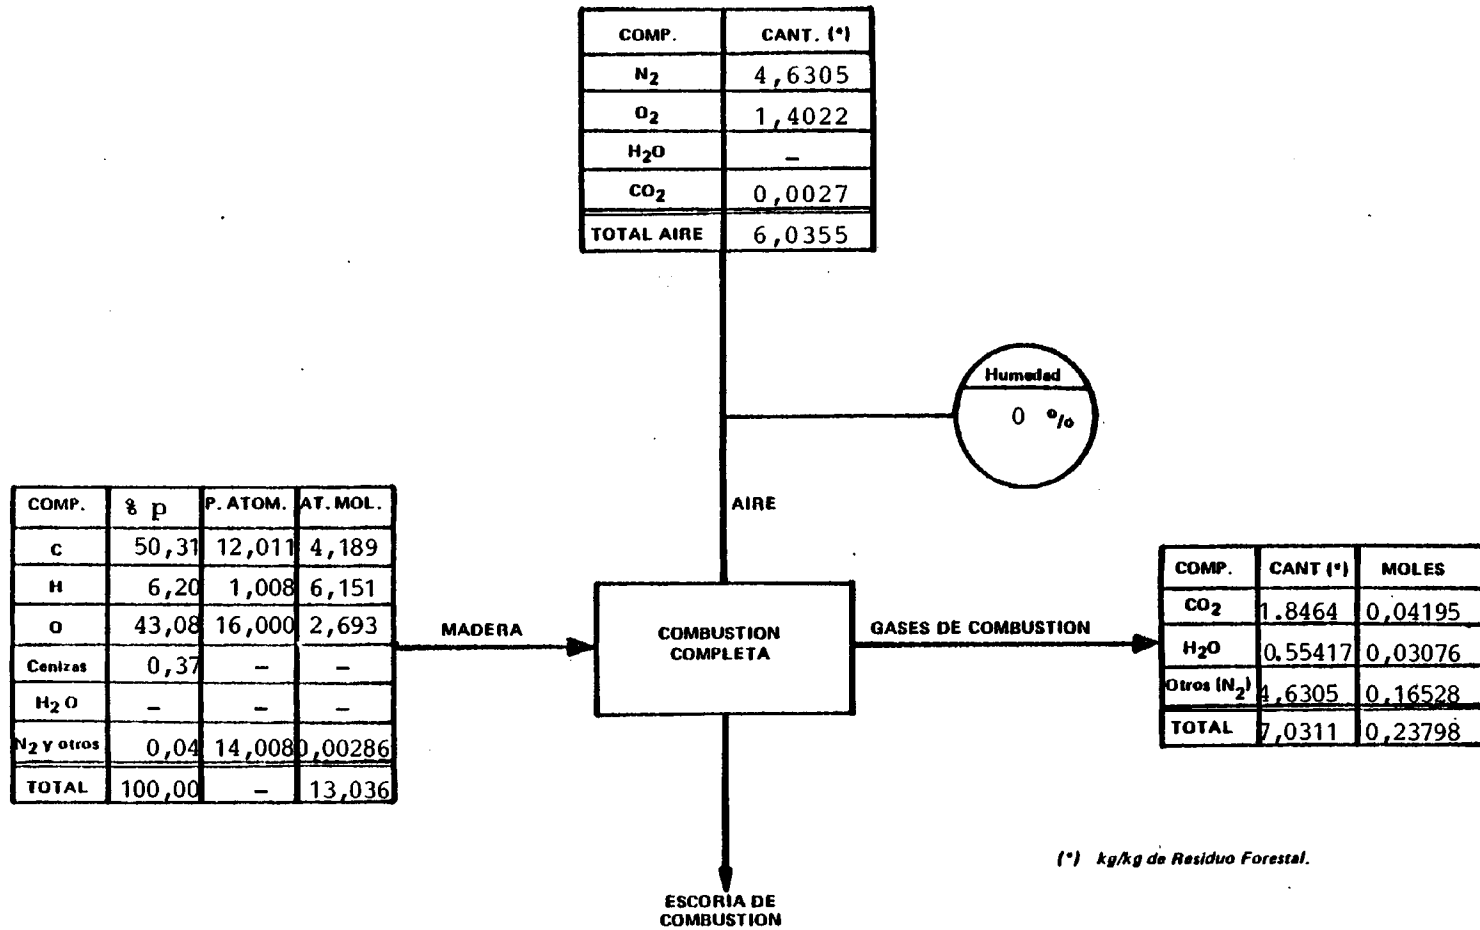 COMP. CANT. (*)
N2 4,6305
O2 1,4022
H2O –
CO2 0,0027
TOTAL AIRE 6,0355
Humedad
0 %
AIRE
COMP. % p P. ATOM. AT. MOL.
C 50,31 12,011 4,189
H 6,20 1,008 6,151
O 43,08 16,000 2,693
Cenizas 0,37 – –
H2 O – – –
N2 y otros 0,04 14,008 0,00286
TOTAL 100,00 – 13,036
MADERA
COMBUSTION
COMPLETA
GASES DE COMBUSTION
COMP. CANT (*) MOLES
CO2 1.8464 0,04195
H2O 0.55417 0,03076
Otros (N2) 4,6305 0,16528
TOTAL 7,0311 0,23798
(*) kg/kg de Residuo Forestal.
ESCORIA DE
COMBUSTION